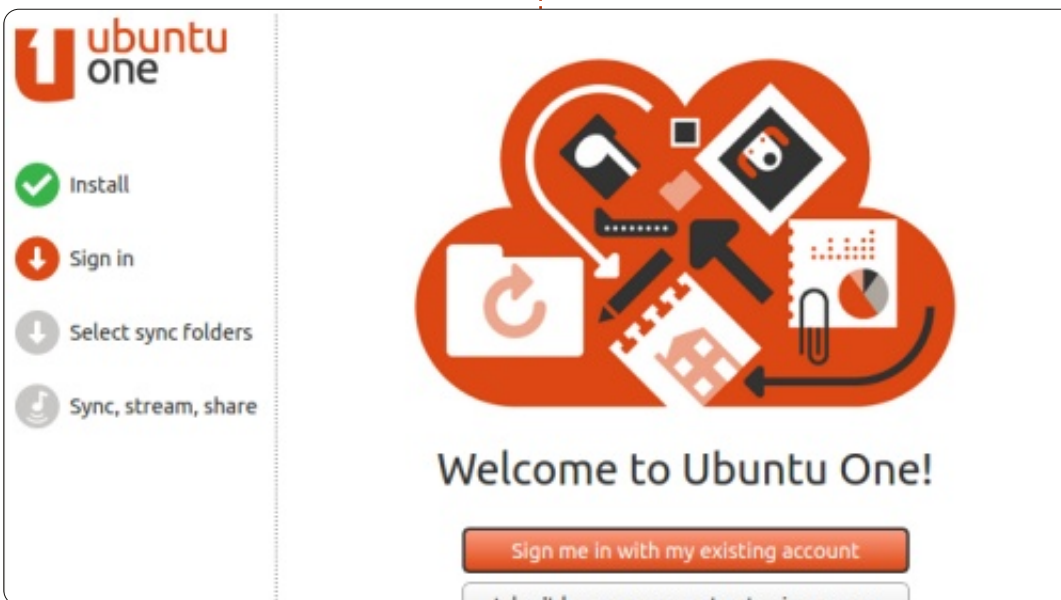 ubuntu
one
Install
Sign in
Select sync folders
Sync, stream, share
Welcome to Ubuntu One!
Sign me in with my existing account